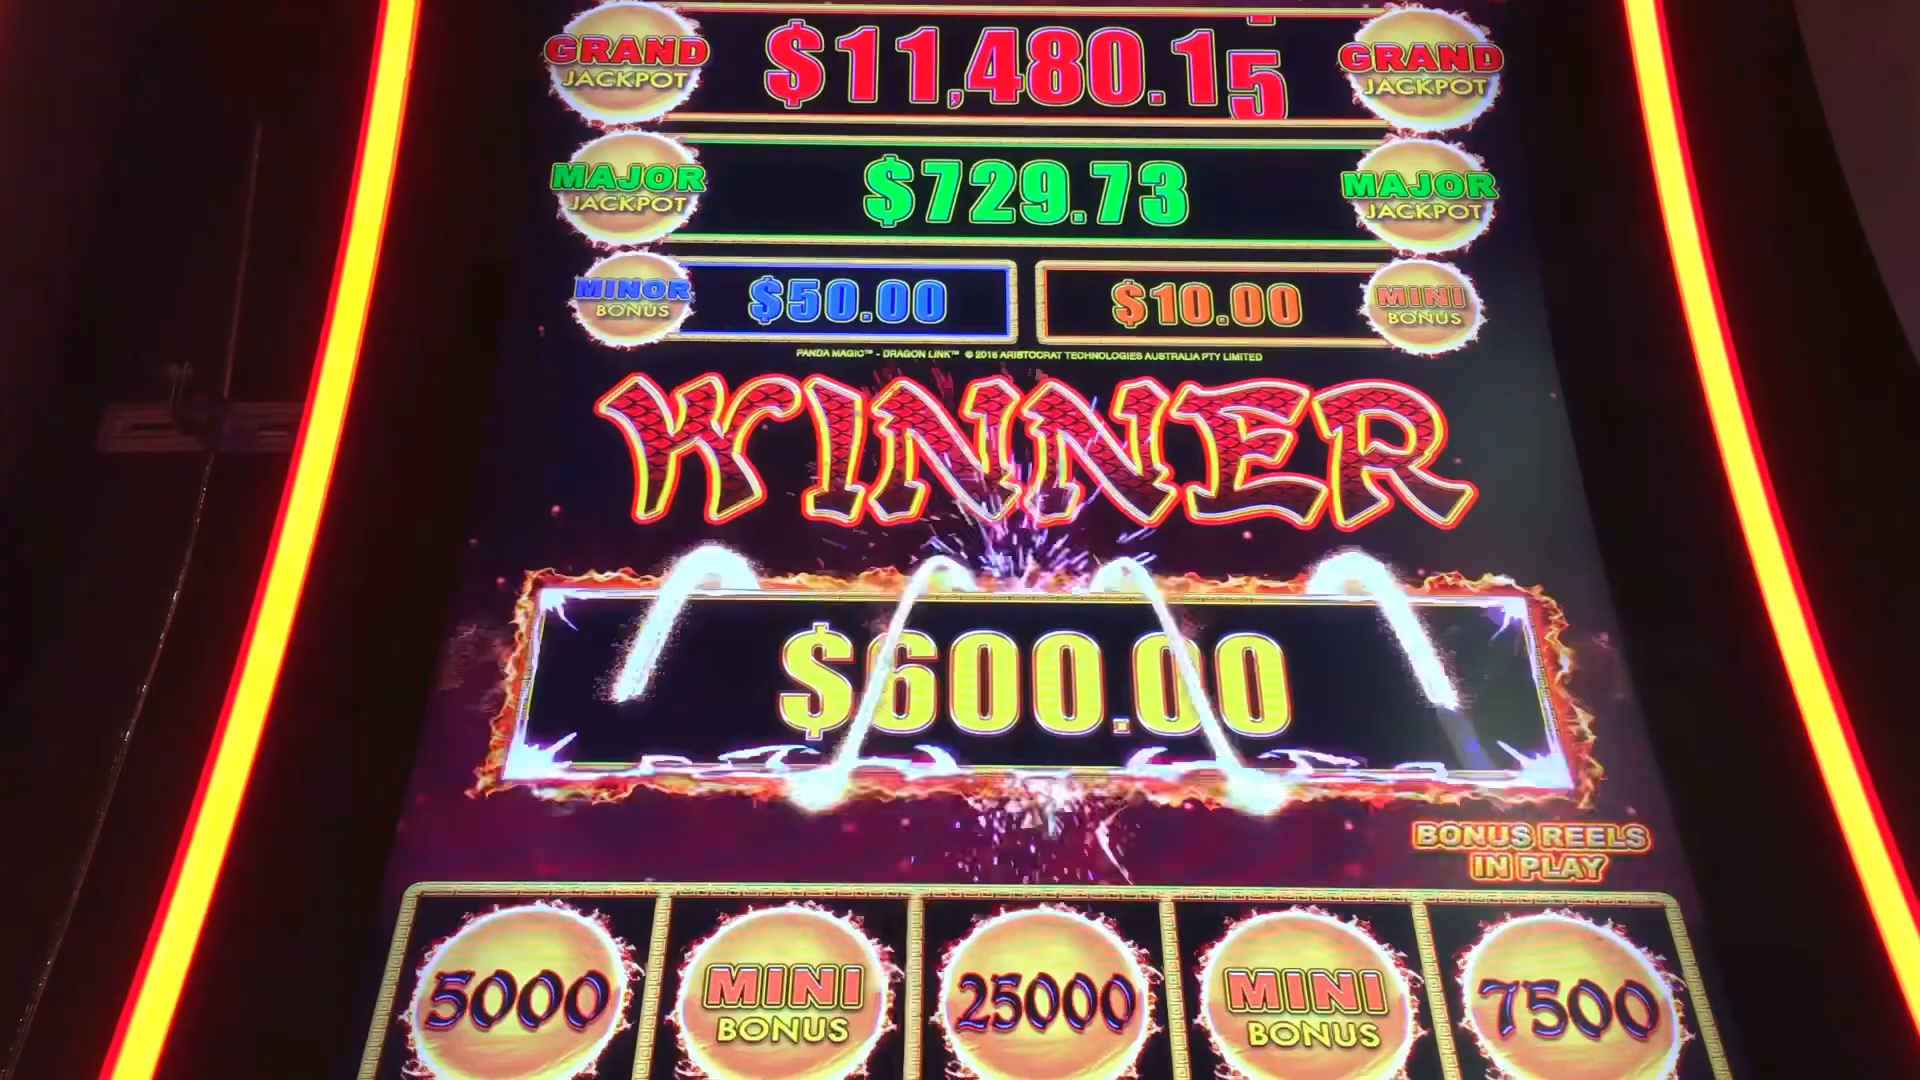 GRAND JACKPOT $11,480.15 GRAND JACKPOT
MAJOR JACKPOT $729.73 MAJOR JACKPOT
MINOR BONUS $50.00 $10.00 MINI BONUS
PANDA MAGIC™ - DRAGON LINK™ © 2016 ARISTOCRAT TECHNOLOGIES AUSTRALIA PTY LIMITED
WINNER
$600.00
BONUS REELS
IN PLAY
5000 MINI BONUS 25000 MINI BONUS 7500